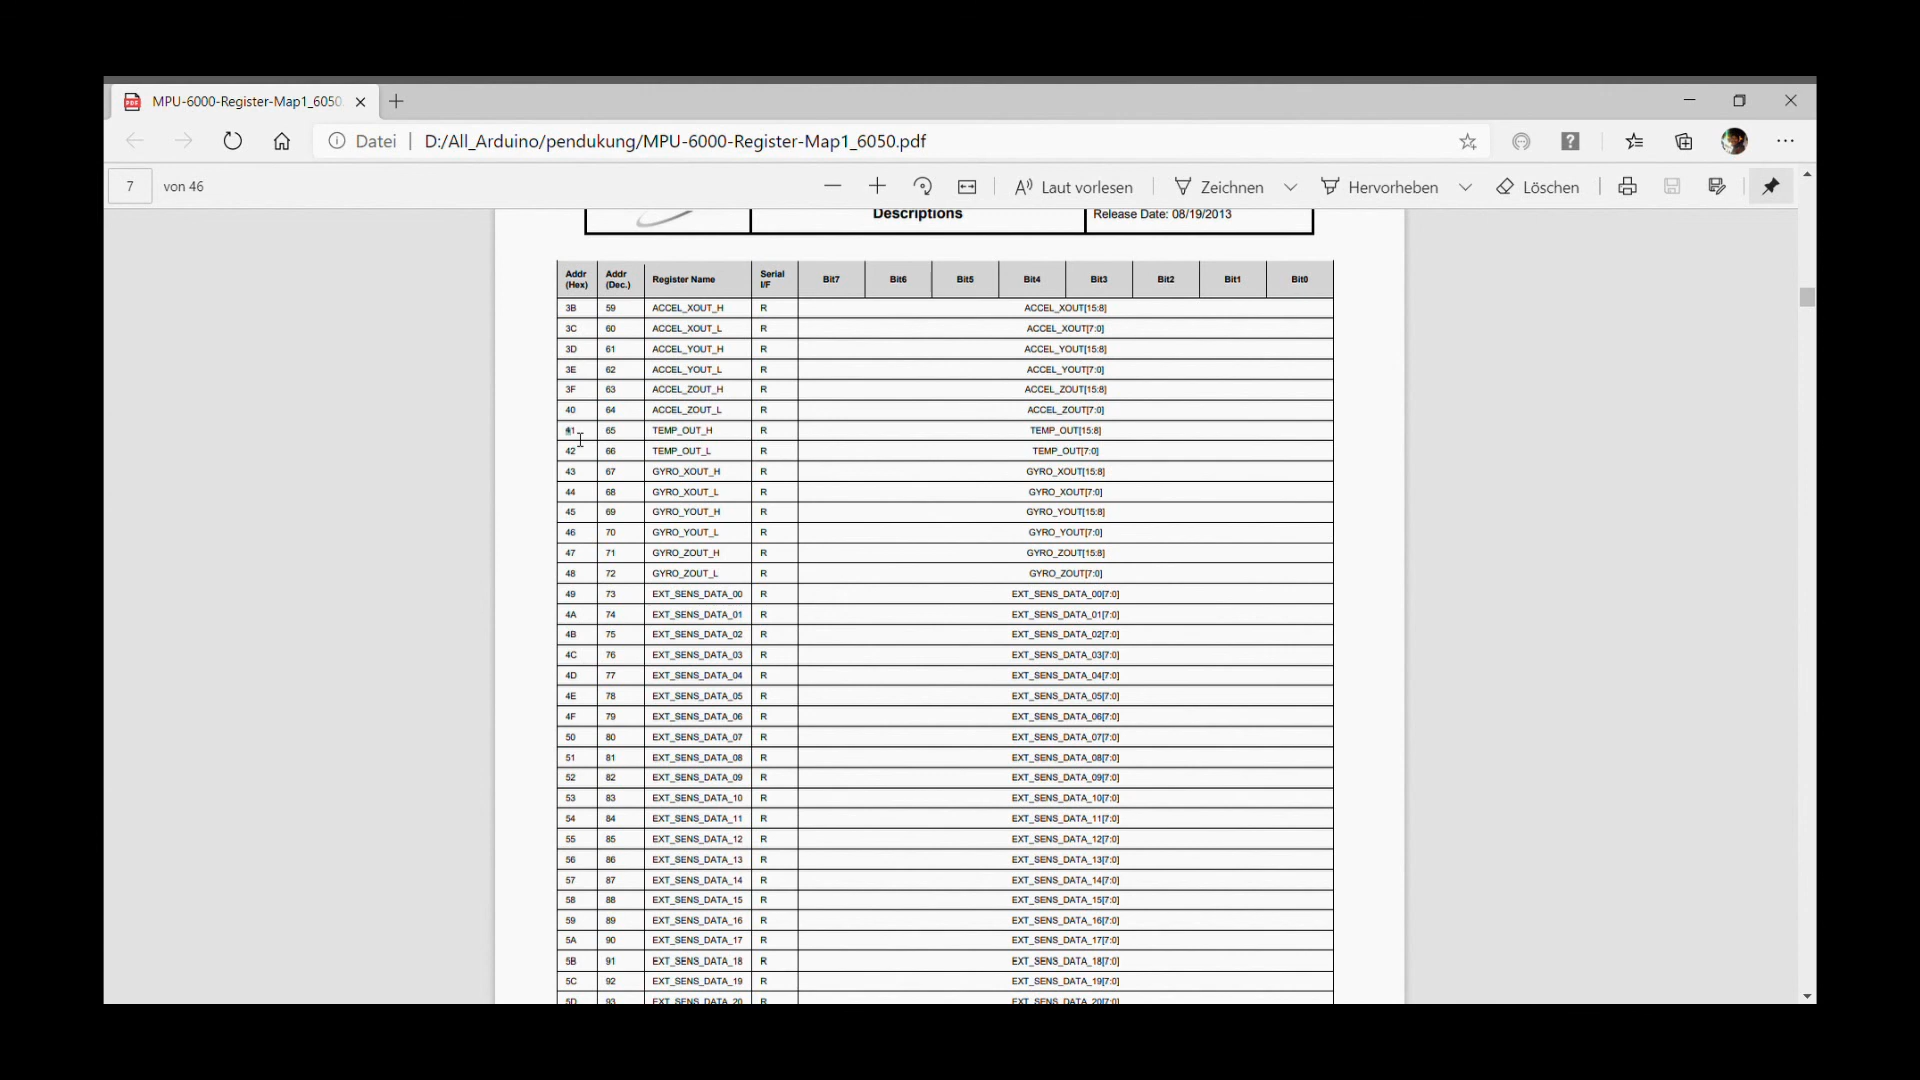 MPU-6000-Register-Map1_6050
Datei | D:/All_Arduino/pendukung/MPU-6000-Register-Map1_6050.pdf
7 von 46 Laut vorlesen Zeichnen Hervorheben Löschen
Descriptions Release Date: 08/19/2013
Addr (Hex) Addr (Dec.) Register Name Serial I/F Bit7 Bit6 Bit5 Bit4 Bit3 Bit2 Bit1 Bit0
3B 59 ACCEL_XOUT_H R ACCEL_XOUT[15:8]
3C 60 ACCEL_XOUT_L R ACCEL_XOUT[7:0]
3D 61 ACCEL_YOUT_H R ACCEL_YOUT[15:8]
3E 62 ACCEL_YOUT_L R ACCEL_YOUT[7:0]
3F 63 ACCEL_ZOUT_H R ACCEL_ZOUT[15:8]
40 64 ACCEL_ZOUT_L R ACCEL_ZOUT[7:0]
41 65 TEMP_OUT_H R TEMP_OUT[15:8]
42 66 TEMP_OUT_L R TEMP_OUT[7:0]
43 67 GYRO_XOUT_H R GYRO_XOUT[15:8]
44 68 GYRO_XOUT_L R GYRO_XOUT[7:0]
45 69 GYRO_YOUT_H R GYRO_YOUT[15:8]
46 70 GYRO_YOUT_L R GYRO_YOUT[7:0]
47 71 GYRO_ZOUT_H R GYRO_ZOUT[15:8]
48 72 GYRO_ZOUT_L R GYRO_ZOUT[7:0]
49 73 EXT_SENS_DATA_00 R EXT_SENS_DATA_00[7:0]
4A 74 EXT_SENS_DATA_01 R EXT_SENS_DATA_01[7:0]
4B 75 EXT_SENS_DATA_02 R EXT_SENS_DATA_02[7:0]
4C 76 EXT_SENS_DATA_03 R EXT_SENS_DATA_03[7:0]
4D 77 EXT_SENS_DATA_04 R EXT_SENS_DATA_04[7:0]
4E 78 EXT_SENS_DATA_05 R EXT_SENS_DATA_05[7:0]
4F 79 EXT_SENS_DATA_06 R EXT_SENS_DATA_06[7:0]
50 80 EXT_SENS_DATA_07 R EXT_SENS_DATA_07[7:0]
51 81 EXT_SENS_DATA_08 R EXT_SENS_DATA_08[7:0]
52 82 EXT_SENS_DATA_09 R EXT_SENS_DATA_09[7:0]
53 83 EXT_SENS_DATA_10 R EXT_SENS_DATA_10[7:0]
54 84 EXT_SENS_DATA_11 R EXT_SENS_DATA_11[7:0]
55 85 EXT_SENS_DATA_12 R EXT_SENS_DATA_12[7:0]
56 86 EXT_SENS_DATA_13 R EXT_SENS_DATA_13[7:0]
57 87 EXT_SENS_DATA_14 R EXT_SENS_DATA_14[7:0]
58 88 EXT_SENS_DATA_15 R EXT_SENS_DATA_15[7:0]
59 89 EXT_SENS_DATA_16 R EXT_SENS_DATA_16[7:0]
5A 90 EXT_SENS_DATA_17 R EXT_SENS_DATA_17[7:0]
5B 91 EXT_SENS_DATA_18 R EXT_SENS_DATA_18[7:0]
5C 92 EXT_SENS_DATA_19 R EXT_SENS_DATA_19[7:0]
5D 93 EXT_SENS_DATA_20 R EXT_SENS_DATA_20[7:0]